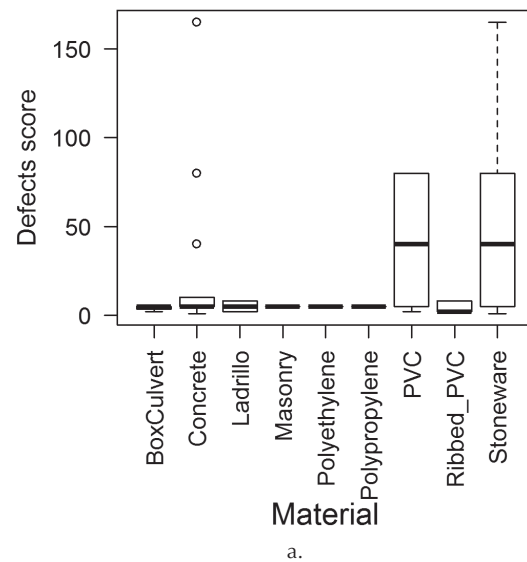 150
100
50
0
Defects score
BoxCulvert
Concrete
Ladrillo
Masonry
Polyethylene
Polypropylene
PVC
Ribbed_PVC
Stoneware
Material
a.